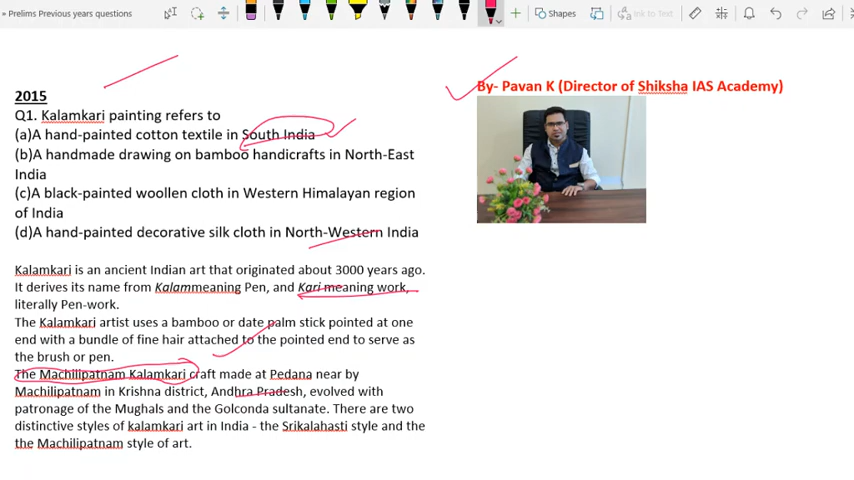 » Prelims Previous years questions
Shapes
Ink to Text
2015
Q1. Kalamkari painting refers to
(a)A hand-painted cotton textile in South India
(b)A handmade drawing on bamboo handicrafts in North-East
India
(c)A black-painted woollen cloth in Western Himalayan region
of India
(d)A hand-painted decorative silk cloth in North-Western India
Kalamkari is an ancient Indian art that originated about 3000 years ago.
It derives its name from Kalammeaning Pen, and Kari meaning work,
literally Pen-work.
The Kalamkari artist uses a bamboo or date palm stick pointed at one
end with a bundle of fine hair attached to the pointed end to serve as
the brush or pen.
The Machilipatnam Kalamkari craft made at Pedana near by
Machilipatnam in Krishna district, Andhra Pradesh, evolved with
patronage of the Mughals and the Golconda sultanate. There are two
distinctive styles of kalamkari art in India - the Srikalahasti style and the
the Machilipatnam style of art.
By- Pavan K (Director of Shiksha IAS Academy)